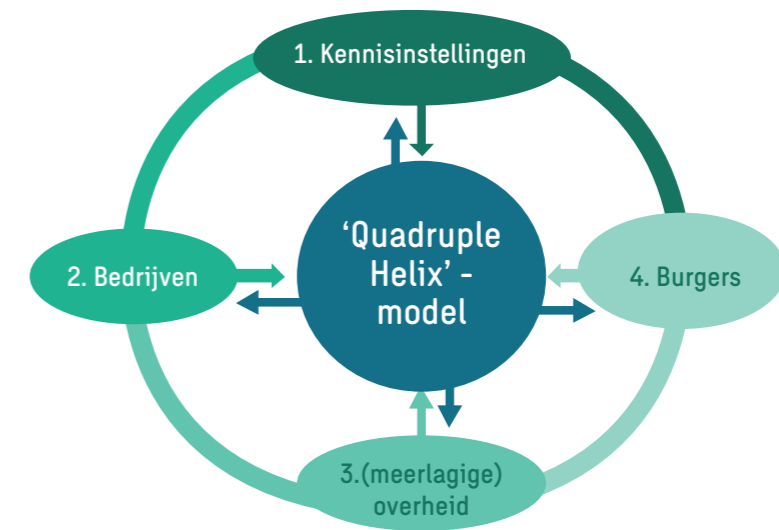 1. Kennisinstellingen
‘Quadruple
Helix’ -
model
2. Bedrijven
4. Burgers
3.(meerlagige)
overheid